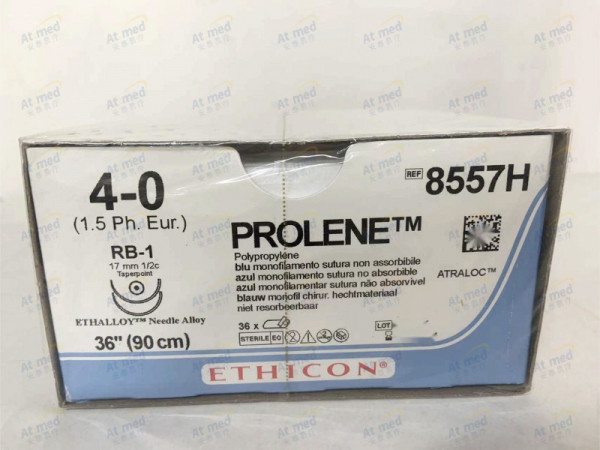 4-0
(1.5 Ph. Eur.)
RB-1
17 mm 1/2c
Taperpoint
ETHALLOY™ Needle Alloy
36" (90 cm)
REF 8557H
PROLENE™
Polypropylene
blu monofilamento sutura non assorbibile
azul monofilamento sutura no absorbible
azul monofilamentar sutura não absorvível
blauw monofil chirur. hechtmateriaal
niet resorbeerbaar
ATRALOC™
36 x
STERILE EO
LOT
ETHICON®
At med